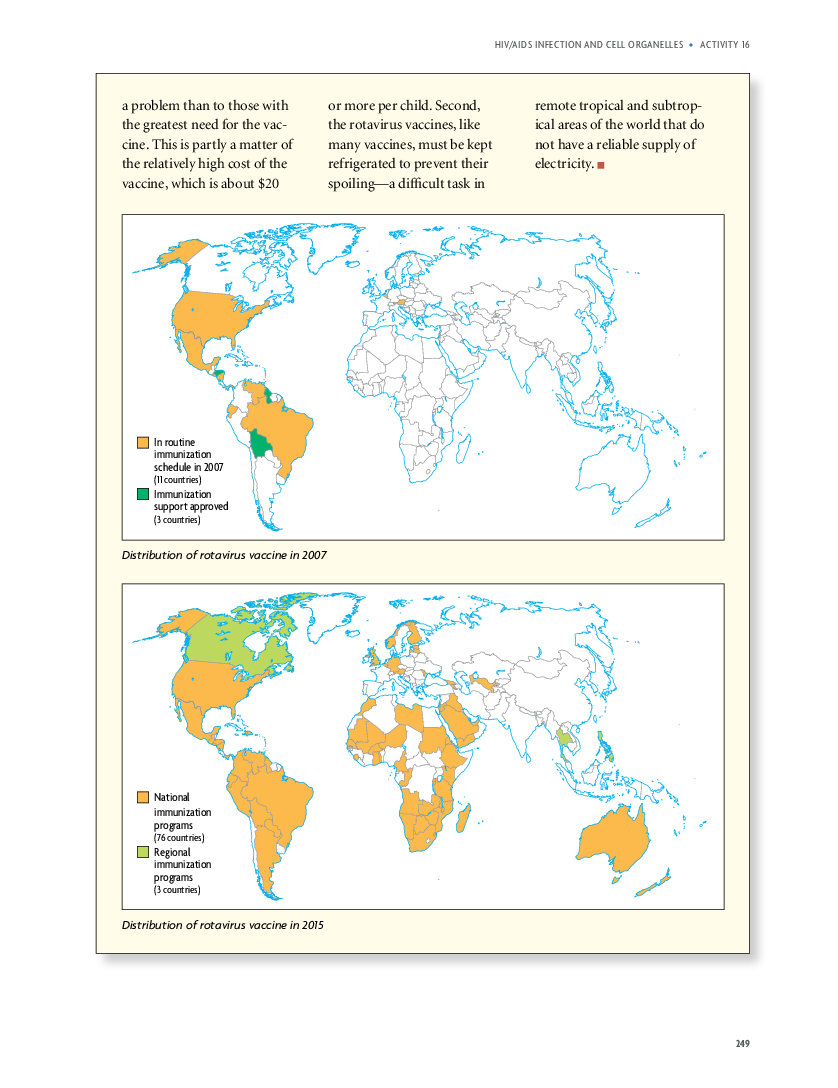 HIV/AIDS INFECTION AND CELL ORGANELLES • ACTIVITY 16
a problem than to those with
the greatest need for the vac-
cine. This is partly a matter of
the relatively high cost of the
vaccine, which is about $20
or more per child. Second,
the rotavirus vaccines, like
many vaccines, must be kept
refrigerated to prevent their
spoiling—a difficult task in
remote tropical and subtrop-
ical areas of the world that do
not have a reliable supply of
electricity.
In routine
immunization
schedule in 2007
(11 countries)
Immunization
support approved
(3 countries)
Distribution of rotavirus vaccine in 2007
National
immunization
programs
(76 countries)
Regional
immunization
programs
(3 countries)
Distribution of rotavirus vaccine in 2015
249